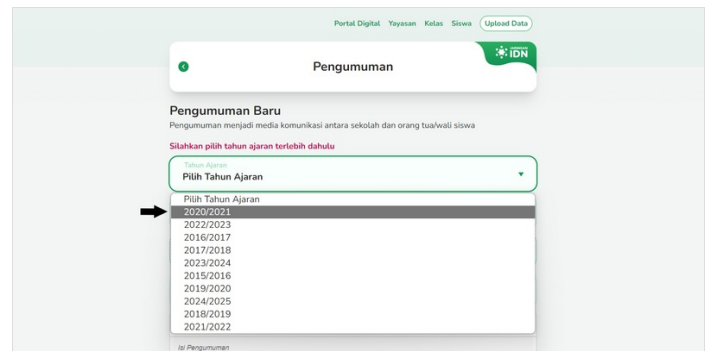 Portal Digital Yayasan Kelas Siswa Upload Data
IDN
Pengumuman
Pengumuman Baru
Pengumuman menjadi media komunikasi antara sekolah dan orang tua/wali siswa
Silahkan pilih tahun ajaran terlebih dahulu
Tahun Ajaran
Pilih Tahun Ajaran
Pilih Tahun Ajaran
2020/2021
2022/2023
2016/2017
2017/2018
2023/2024
2015/2016
2019/2020
2024/2025
2018/2019
2021/2022
Isi Pengumuman